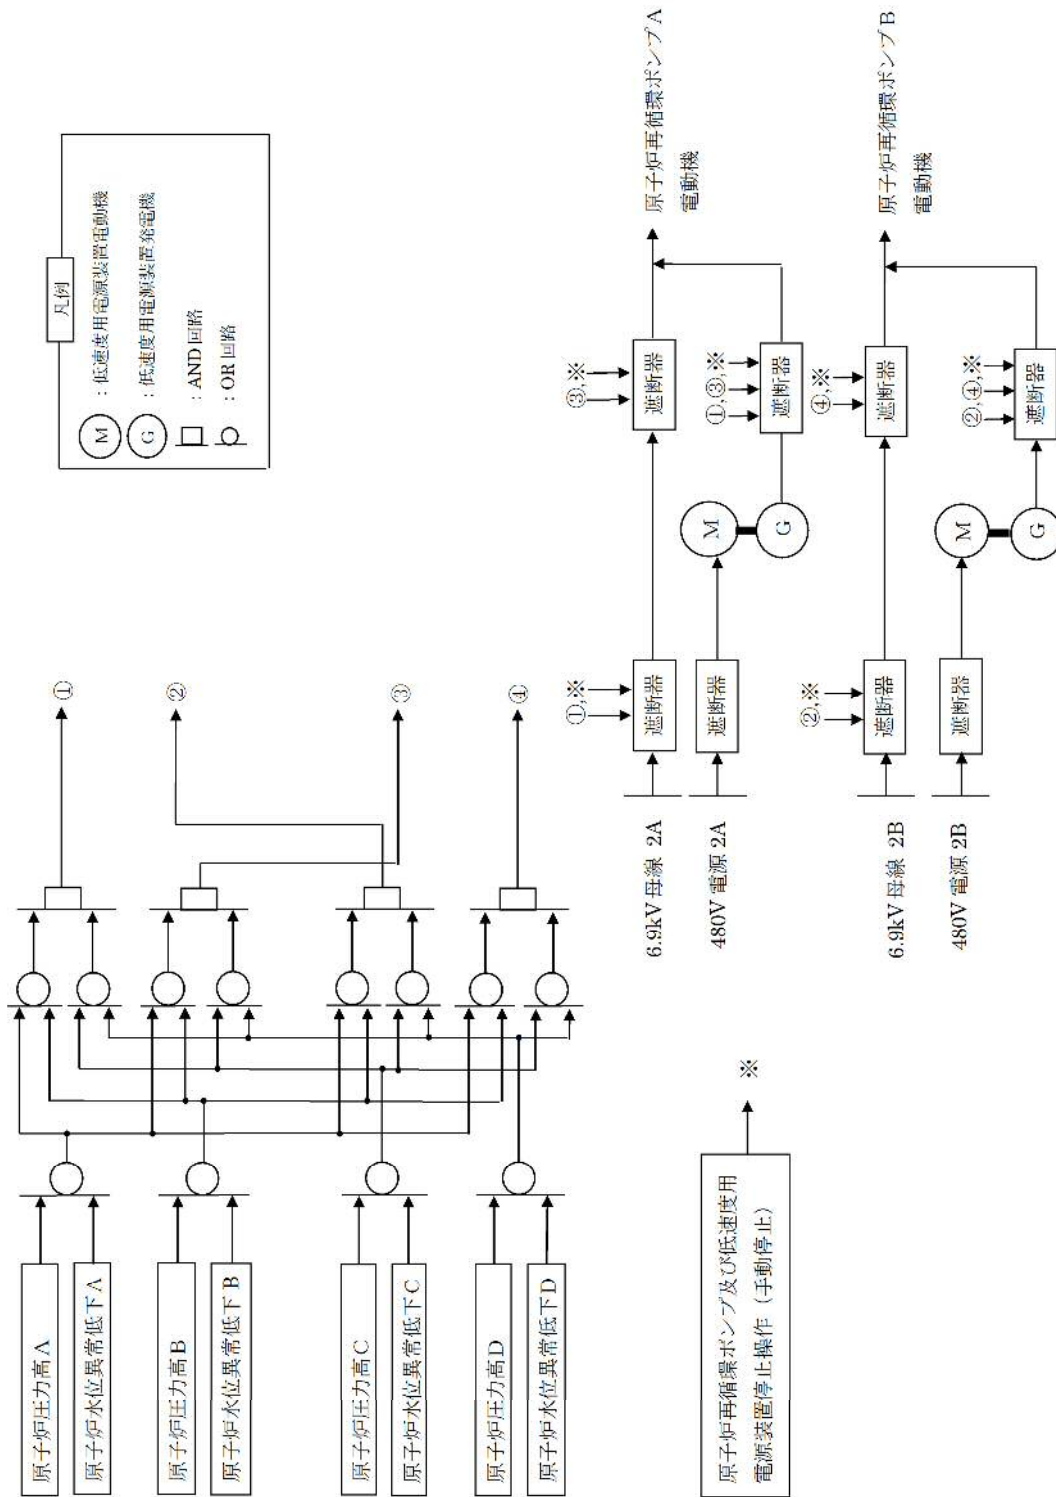 原子炉圧力高A
原子炉水位異常低下A
原子炉圧力高B
原子炉水位異常低下B
原子炉圧力高C
原子炉水位異常低下C
原子炉圧力高D
原子炉水位異常低下D
①
②
③
④
凡例
M
：低速度用電源装置電動機
G
：低速度用電源装置発電機
：AND回路
：OR回路
原子炉再循環ポンプ及び低速度用
電源装置停止操作（手動停止）
※
6.9kV母線 2A
①,※
遮断器
③,※
遮断器
原子炉再循環ポンプA
電動機
480V電源 2A
遮断器
M
G
①,③,※
遮断器
6.9kV母線 2B
②,※
遮断器
④,※
遮断器
原子炉再循環ポンプB
電動機
480V電源 2B
遮断器
M
G
②,④,※
遮断器